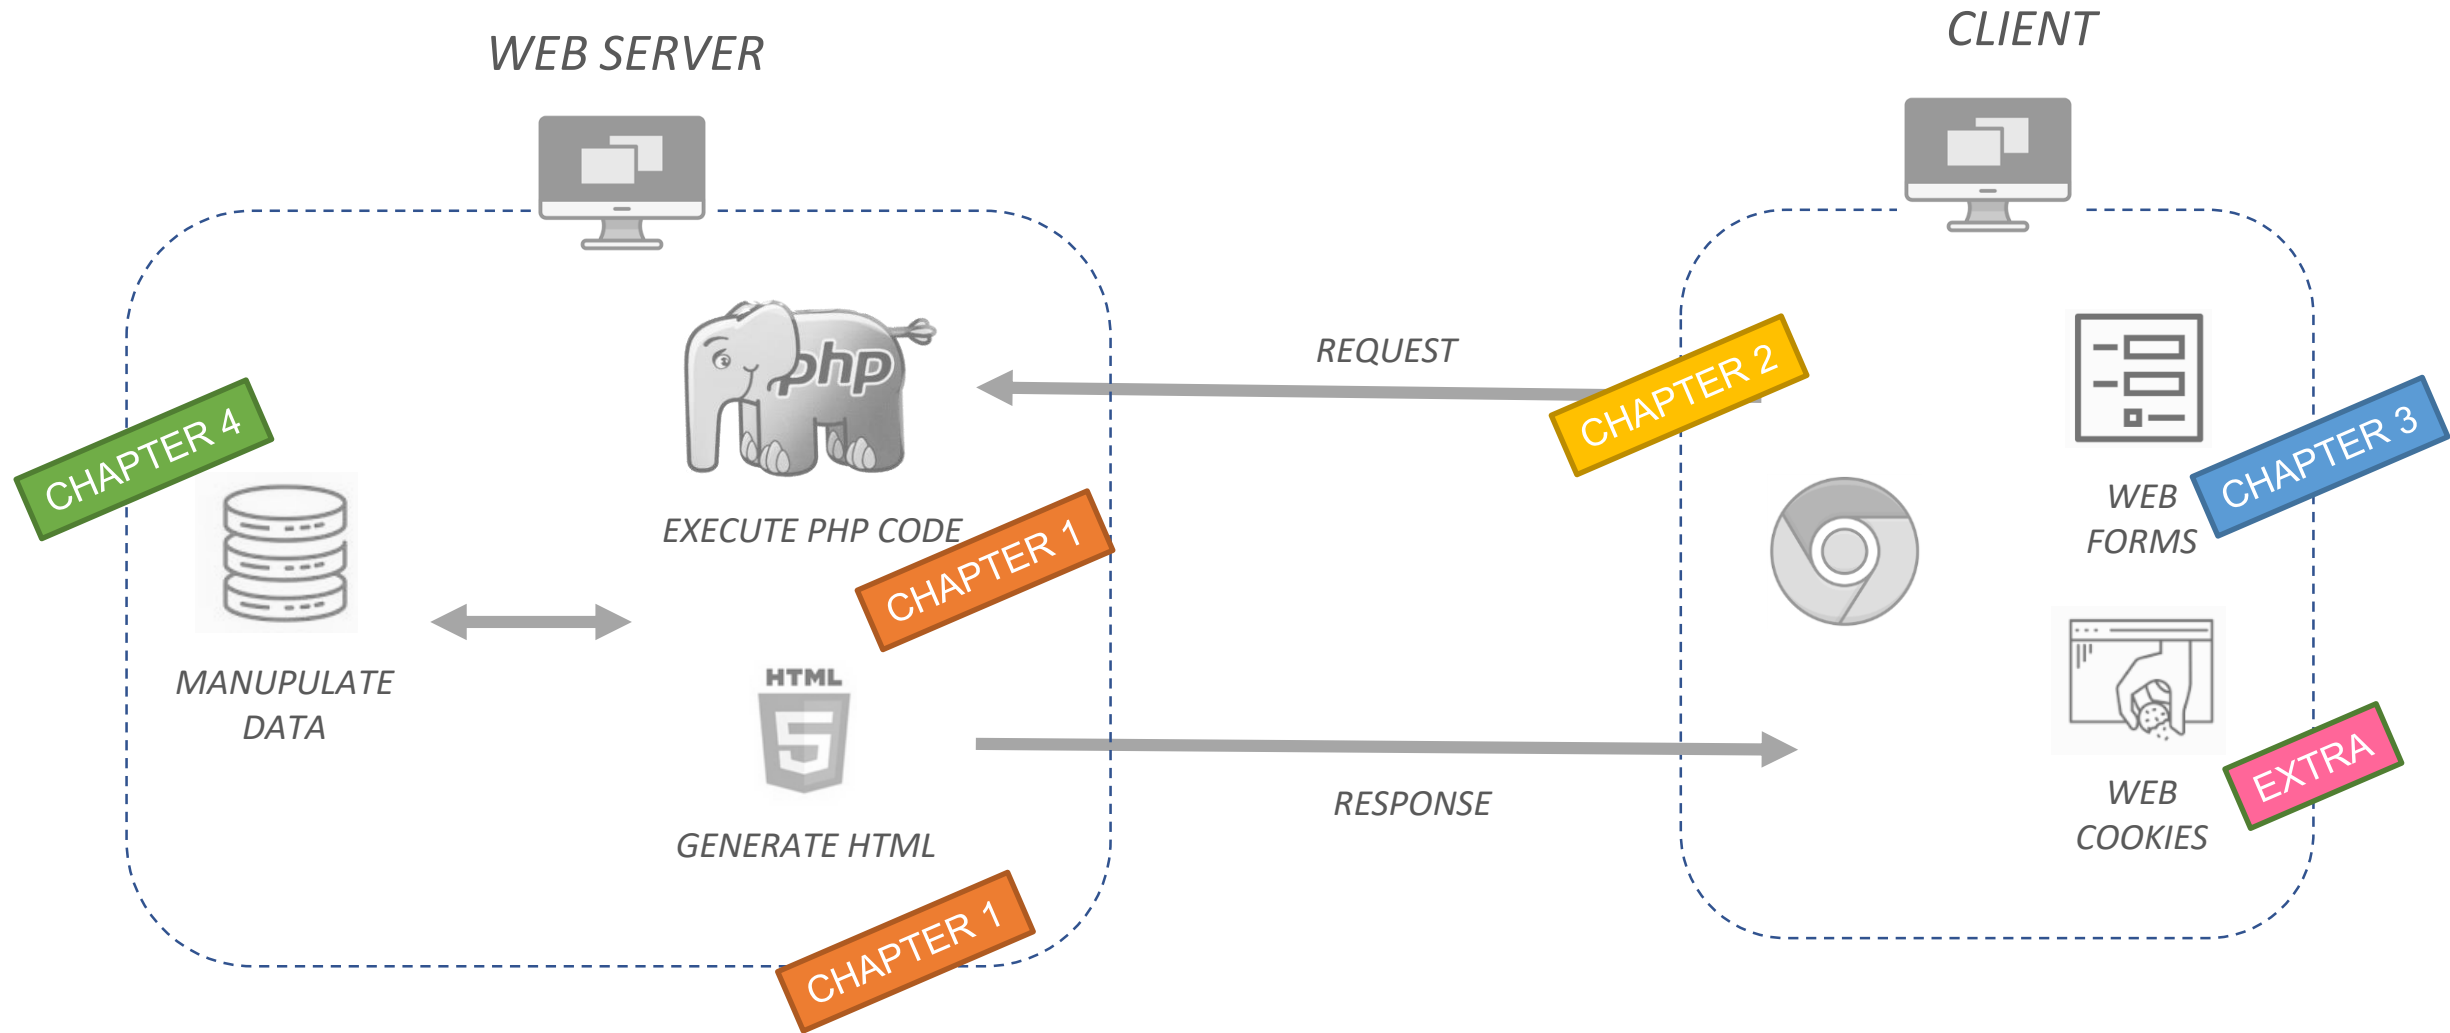 WEB SERVER
CLIENT
php
REQUEST
CHAPTER 2
CHAPTER 4
CHAPTER 3
WEB
FORMS
EXECUTE PHP CODE
CHAPTER 1
MANUPULATE
DATA
HTML
5
GENERATE HTML
RESPONSE
WEB
COOKIES
EXTRA
CHAPTER 1